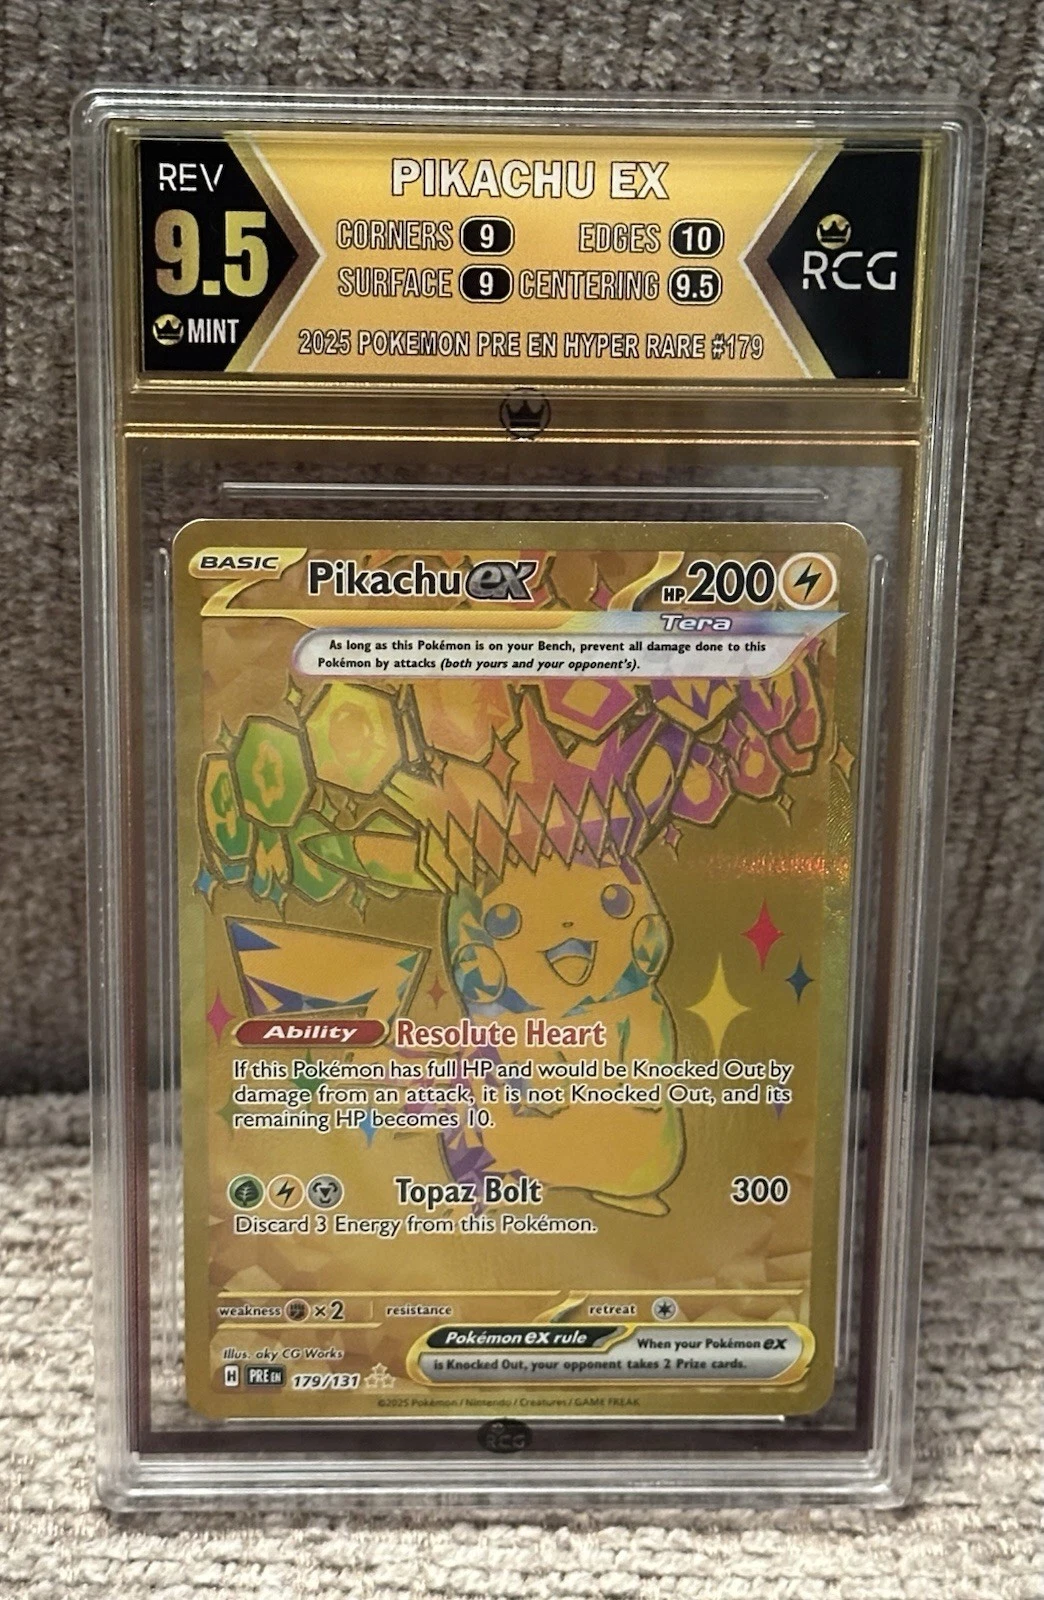 REV
9.5
MINT
PIKACHU EX
CORNERS 9 EDGES 10
SURFACE 9 CENTERING 9.5
2025 POKEMON PRE EN HYPER RARE #179
RCG
BASIC
Pikachu ex HP 200
Tera
As long as this Pokémon is on your Bench, prevent all damage done to this
Pokémon by attacks (both yours and your opponent's).
Ability Resolute Heart
If this Pokémon has full HP and would be Knocked Out by
damage from an attack, it is not Knocked Out, and its
remaining HP becomes 10.
Topaz Bolt 300
Discard 3 Energy from this Pokémon.
weakness ×2 resistance retreat
Pokémon ex rule When your Pokémon ex
is Knocked Out, your opponent takes 2 Prize cards.
Illus. aky CG Works
H PRE EN 179/131
©2025 Pokémon / Nintendo / Creatures / GAME FREAK
RCG